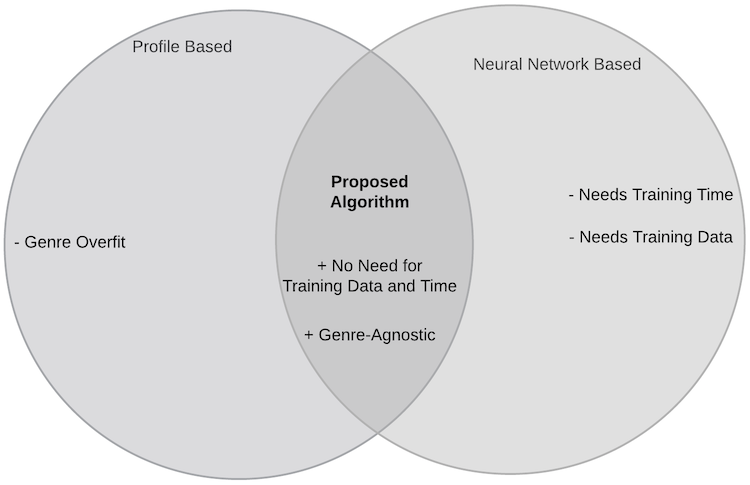 Profile Based
Neural Network Based
Proposed
Algorithm
- Needs Training Time
- Needs Training Data
- Genre Overfit
+ No Need for
Training Data and Time
+ Genre-Agnostic